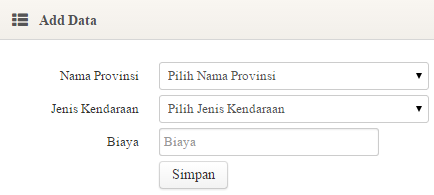 Add Data
Nama Provinsi Pilih Nama Provinsi
Jenis Kendaraan Pilih Jenis Kendaraan
Biaya Biaya
Simpan